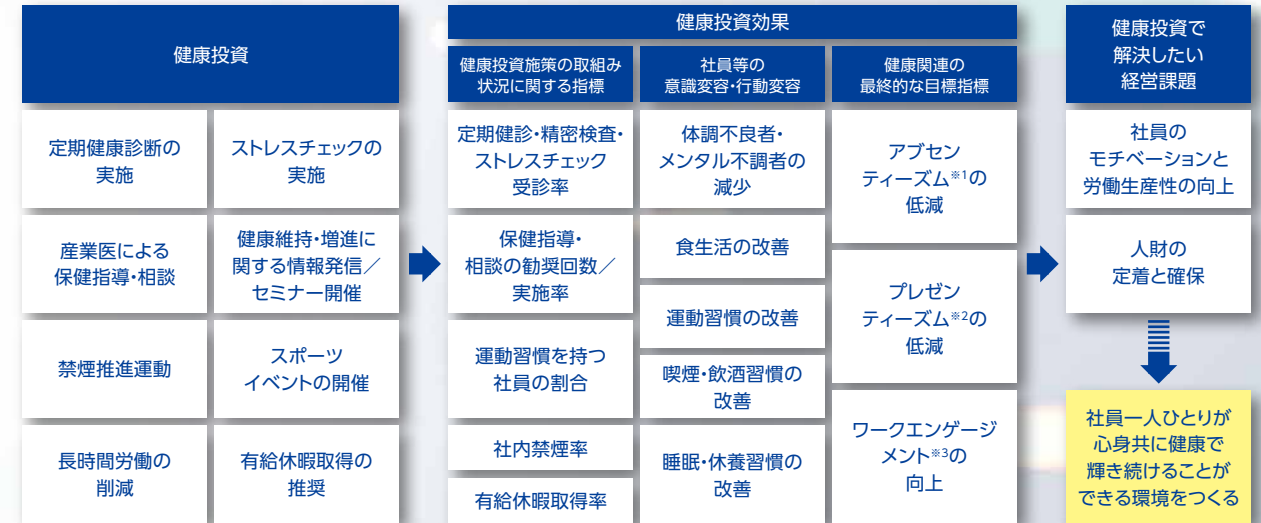 健康投資
定期健康診断の
実施
ストレスチェックの
実施
産業医による
保健指導・相談
健康維持・増進に
関する情報発信／
セミナー開催
禁煙推進運動
スポーツ
イベントの開催
長時間労働の
削減
有給休暇取得の
推奨
健康投資効果
健康投資施策の取組み
状況に関する指標
定期健診・精密検査・
ストレスチェック
受診率
保健指導・
相談の勧奨回数／
実施率
運動習慣を持つ
社員の割合
社内禁煙率
有給休暇取得率
社員等の
意識変容・行動変容
体調不良者・
メンタル不調者の
減少
食生活の改善
運動習慣の改善
喫煙・飲酒習慣の
改善
睡眠・休養習慣の
改善
健康関連の
最終的な目標指標
アブセン
ティーズム※1の
低減
プレゼン
ティーズム※2の
低減
ワークエンゲージ
メント※3の
向上
健康投資で
解決したい
経営課題
社員の
モチベーションと
労働生産性の向上
人財の
定着と確保
社員一人ひとりが
心身共に健康で
輝き続けることが
できる環境をつくる